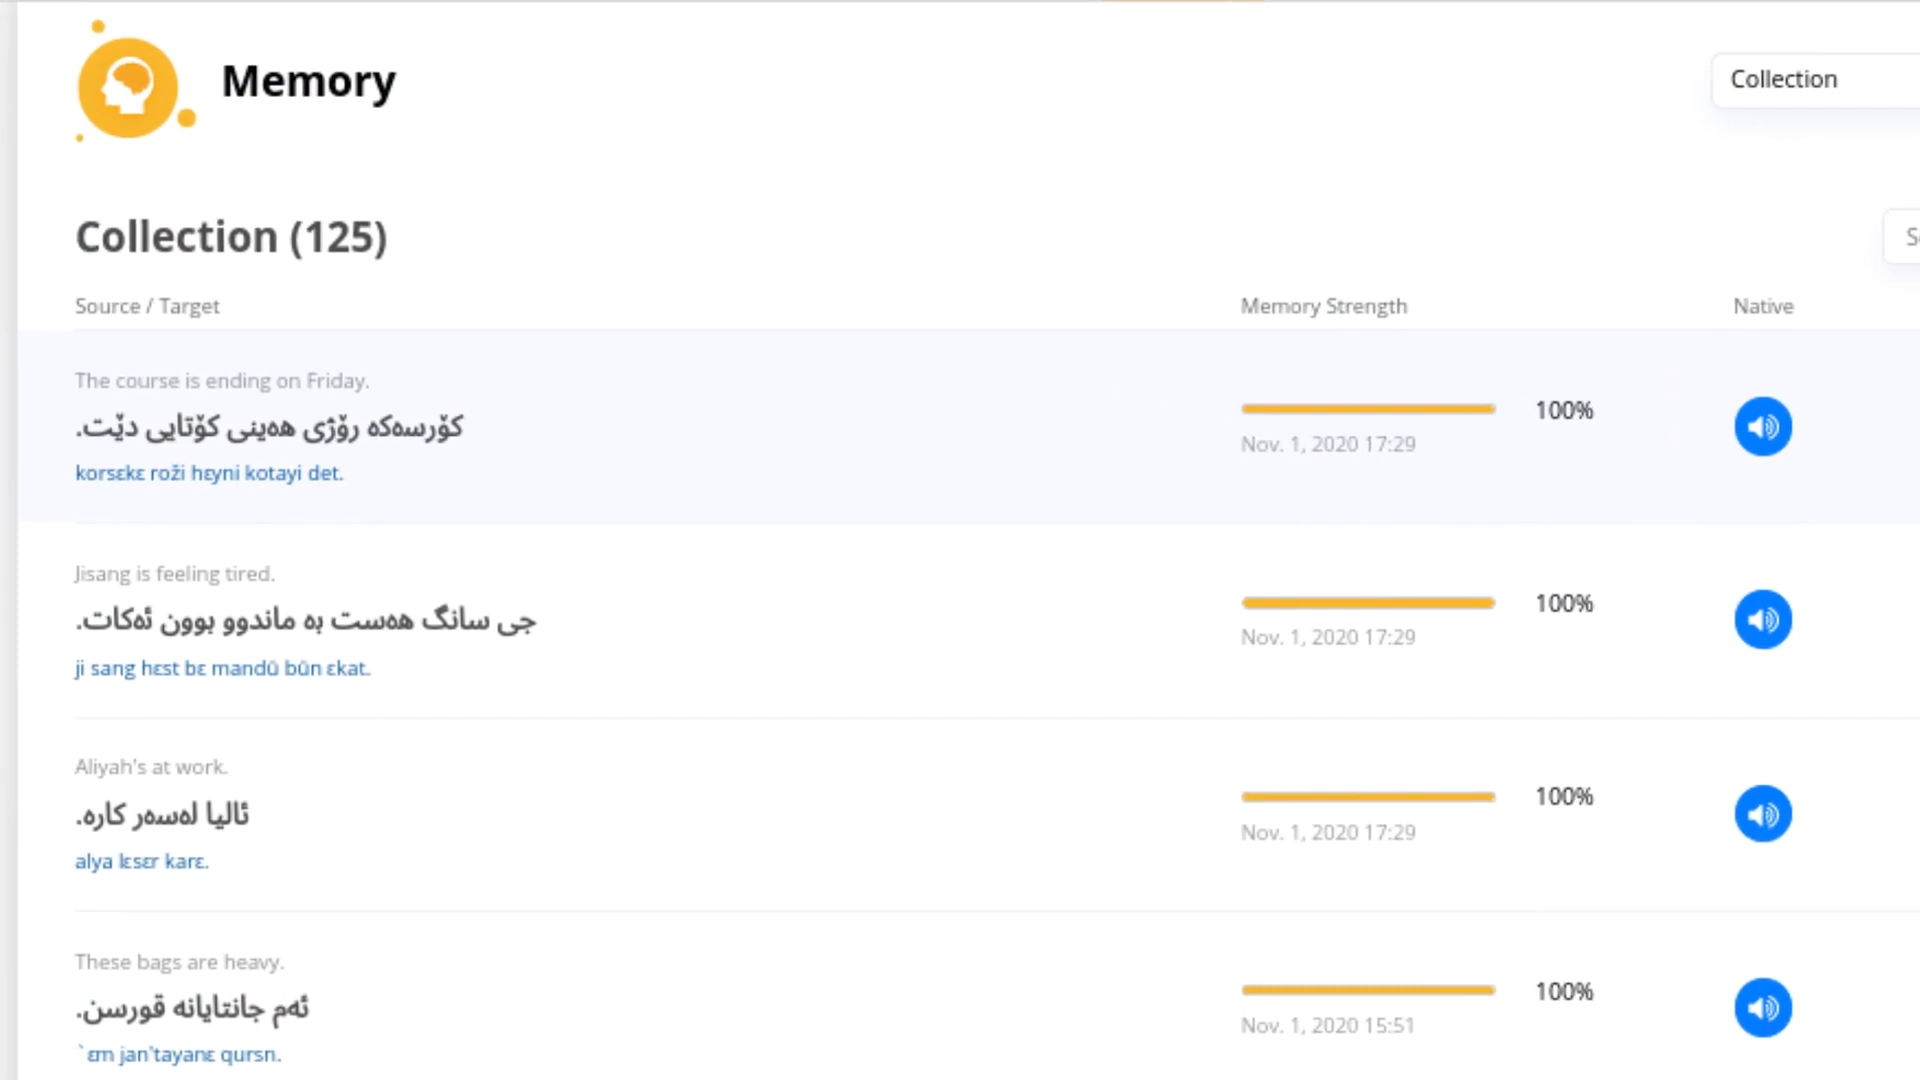 Memory
Collection
Collection (125)
Source / Target
Memory Strength
Native
The course is ending on Friday.
کۆرسەکە رۆژی هەینی کۆتایی دێت.
korsɛkɛ roži hɛyni kotayi det.
100%
Nov. 1, 2020 17:29
Jisang is feeling tired.
جی سانگ هەست بە ماندوو بوون ئەکات.
ji sang hɛst bɛ mandū būn ɛkat.
100%
Nov. 1, 2020 17:29
Aliyah's at work.
ئالیا لەسەر کارە.
alya lɛsɛr karɛ.
100%
Nov. 1, 2020 17:29
These bags are heavy.
ئەم جانتایانە قورسن.
`ɛm jan'tayanɛ qursn.
100%
Nov. 1, 2020 15:51